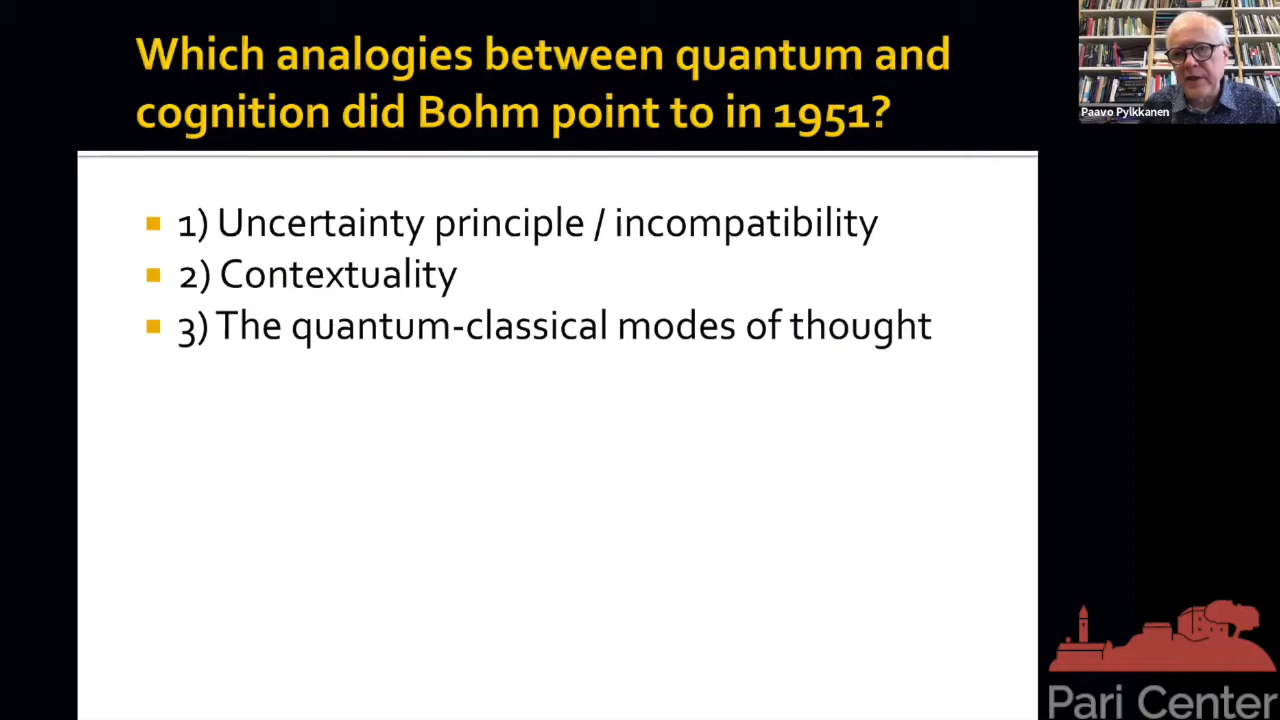 Which analogies between quantum and
cognition did Bohm point to in 1951?
Paavo Pylkkanen
1) Uncertainty principle / incompatibility
2) Contextuality
3) The quantum-classical modes of thought
Pari Center